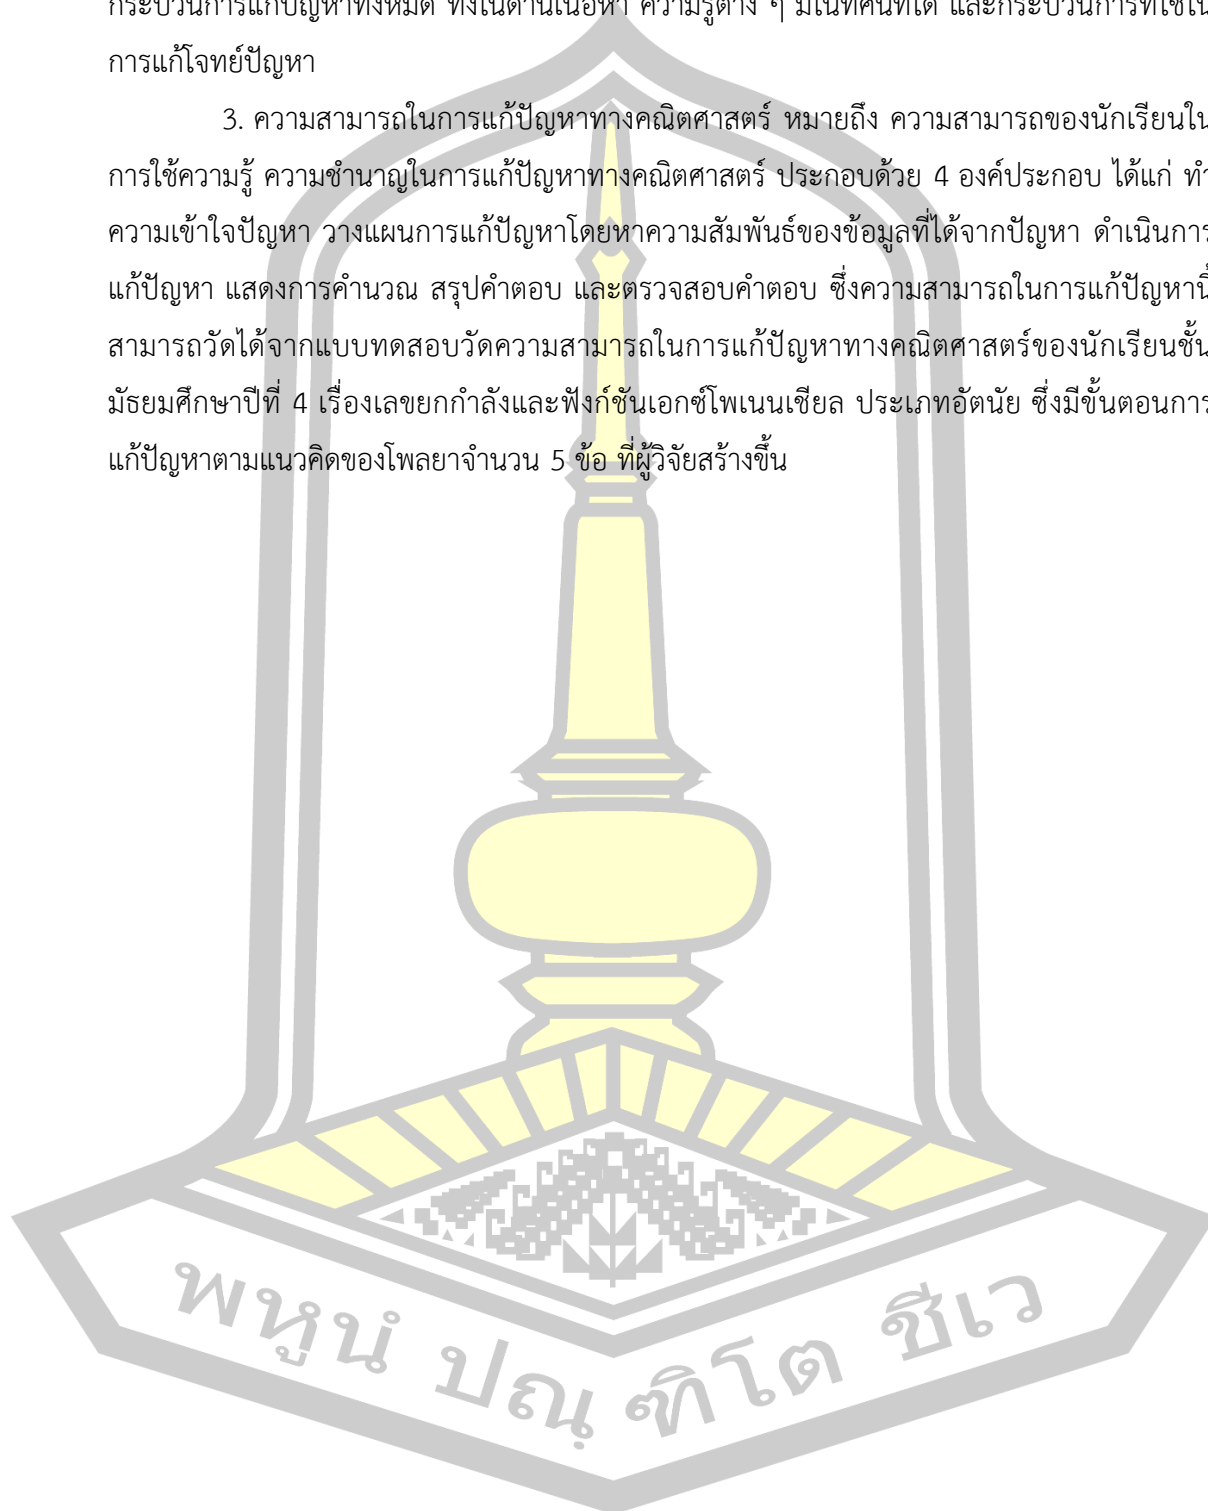 กระบวนการแก้ปัญหาทั้งหมด ทั้งในด้านเนื้อหา ความรู้ต่าง ๆ มโนทัศน์ที่ได้ และกระบวนการที่ใช้ใน
การแก้โจทย์ปัญหา
3. ความสามารถในการแก้ปัญหาทางคณิตศาสตร์ หมายถึง ความสามารถของนักเรียนใน
การใช้ความรู้ ความชำนาญในการแก้ปัญหาทางคณิตศาสตร์ ประกอบด้วย 4 องค์ประกอบ ได้แก่ ทำ
ความเข้าใจปัญหา วางแผนการแก้ปัญหาโดยหาความสัมพันธ์ของข้อมูลที่ได้จากปัญหา ดำเนินการ
แก้ปัญหา แสดงการคำนวณ สรุปคำตอบ และตรวจสอบคำตอบ ซึ่งความสามารถในการแก้ปัญหานี้
สามารถวัดได้จากแบบทดสอบวัดความสามารถในการแก้ปัญหาทางคณิตศาสตร์ของนักเรียนชั้น
มัธยมศึกษาปีที่ 4 เรื่องเลขยกกำลังและฟังก์ชันเอกซ์โพเนนเชียล ประเภทอัตนัย ซึ่งมีขั้นตอนการ
แก้ปัญหาตามแนวคิดของโพลยาจำนวน 5 ข้อ ที่ผู้วิจัยสร้างขึ้น
พหูนํ ปณฺฑิโต ชีเว